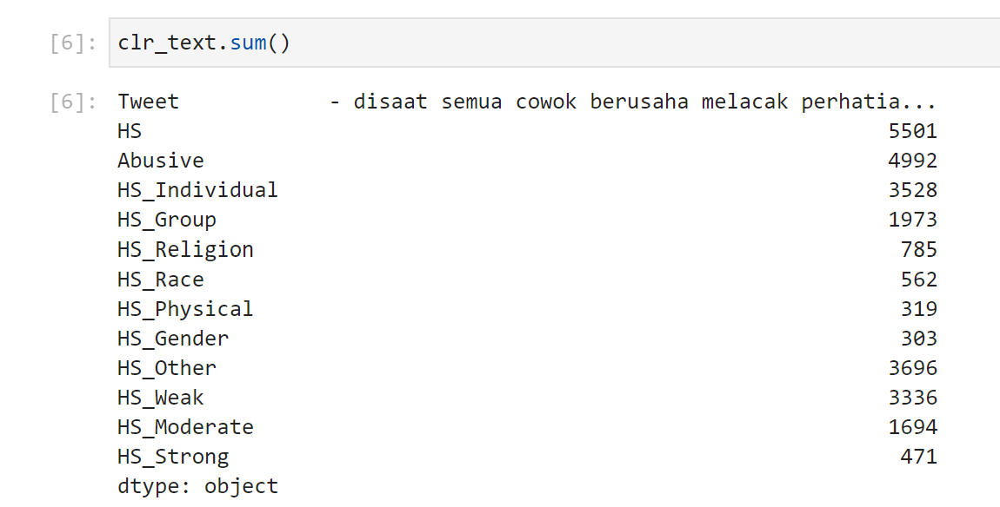 [6]: clr_text.sum()
[6]: Tweet - disaat semua cowok berusaha melacak perhatia...
HS 5501
Abusive 4992
HS_Individual 3528
HS_Group 1973
HS_Religion 785
HS_Race 562
HS_Physical 319
HS_Gender 303
HS_Other 3696
HS_Weak 3336
HS_Moderate 1694
HS_Strong 471
dtype: object